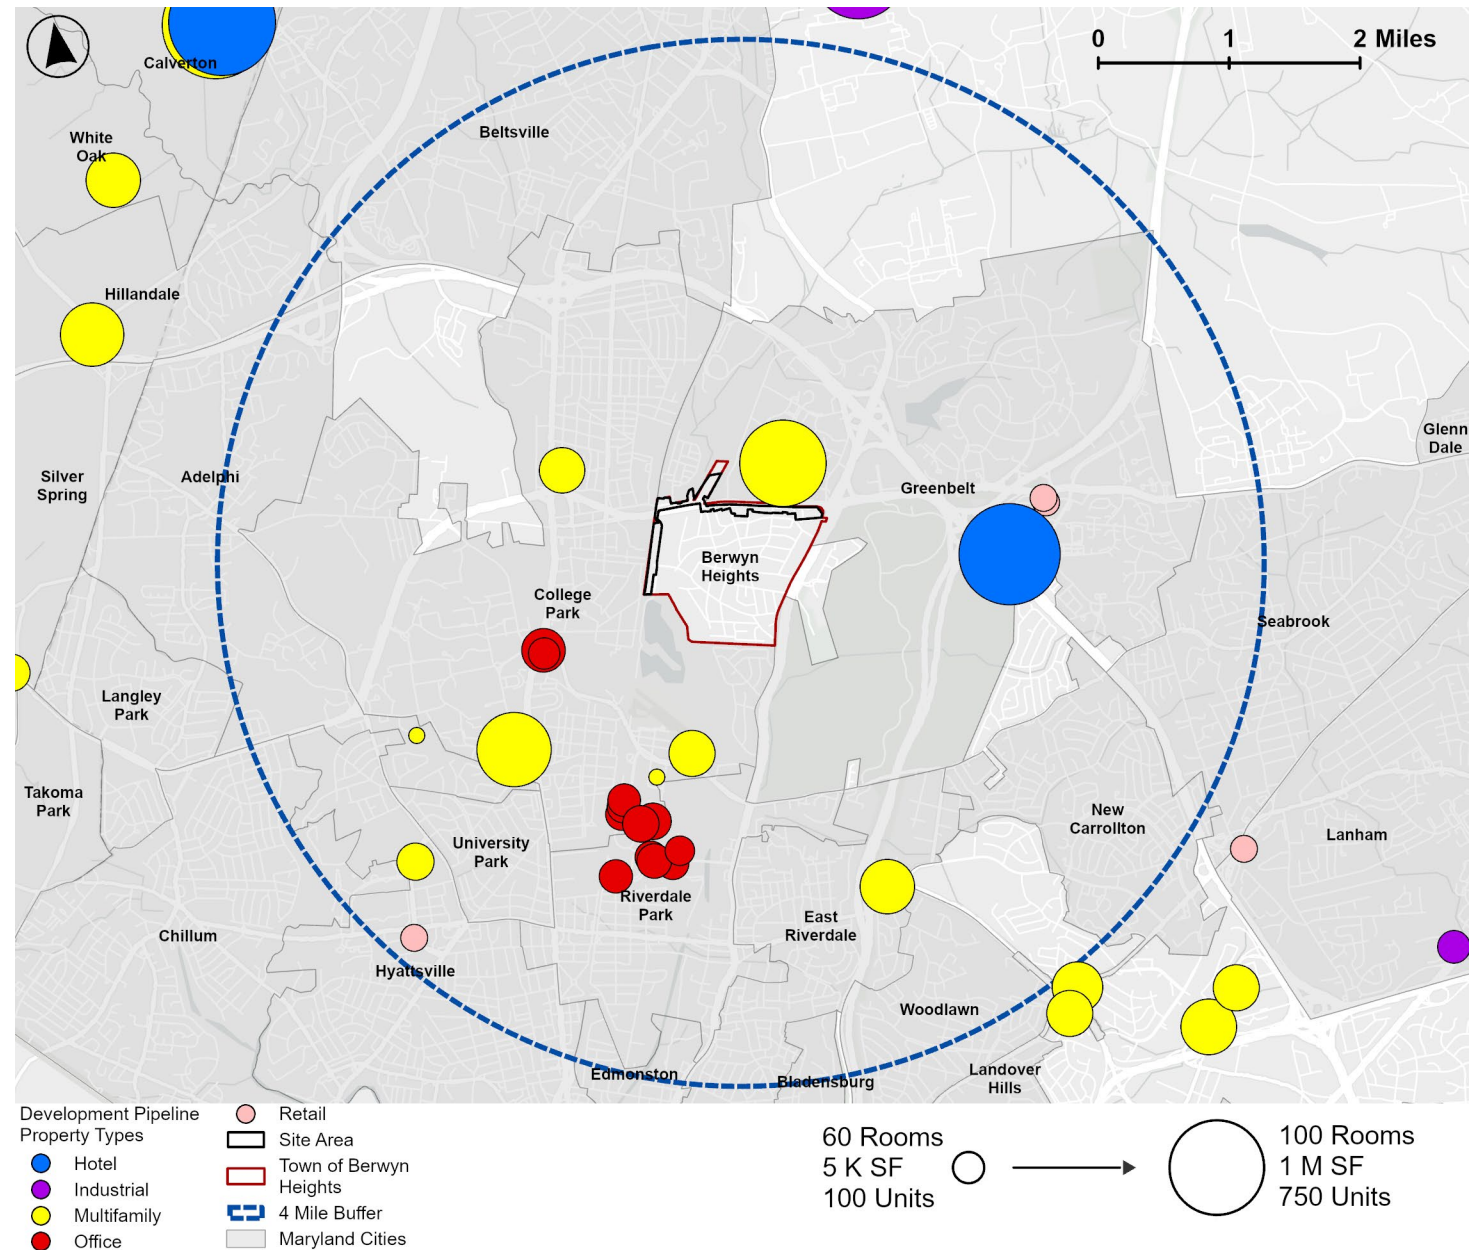 0 1 2 Miles
Calverton
Beltsville
White
Oak
Hillandale
Glenn
Dale
Silver
Spring
Adelphi
Greenbelt
Berwyn
Heights
College
Park
Seabrook
Langley
Park
Takoma
Park
New
Carrollton
Lanham
University
Park
Riverdale
Park
East
Riverdale
Chillum
Hyattsville
Woodlawn
Edmonston
Bladensburg
Landover
Hills
Development Pipeline
Property Types
Hotel
Industrial
Multifamily
Office
Retail
Site Area
Town of Berwyn
Heights
4 Mile Buffer
Maryland Cities
60 Rooms
5 K SF
100 Units
100 Rooms
1 M SF
750 Units